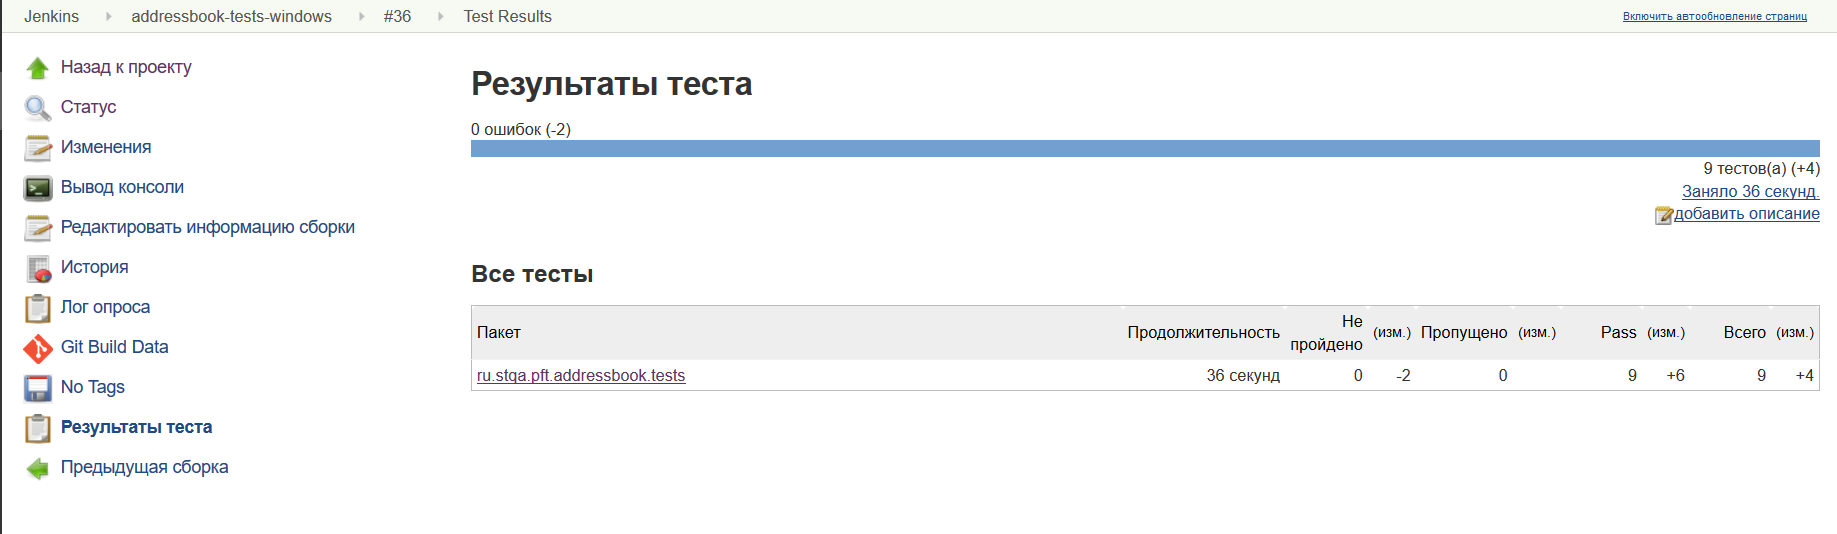 Jenkins addressbook-tests-windows #36 Test Results Включить автообновление страниц
Назад к проекту
Статус
Изменения
Вывод консоли
Редактировать информацию сборки
История
Лог опроса
Git Build Data
No Tags
Результаты теста
Предыдущая сборка
Результаты теста
0 ошибок (-2)
9 тестов(а) (+4)
Заняло 36 секунд.
добавить описание
Все тесты
Пакет Продолжительность Не пройдено (изм.) Пропущено (изм.) Pass (изм.) Всего (изм.)
ru.stqa.pft.addressbook.tests 36 секунд 0 -2 0 9 +6 9 +4